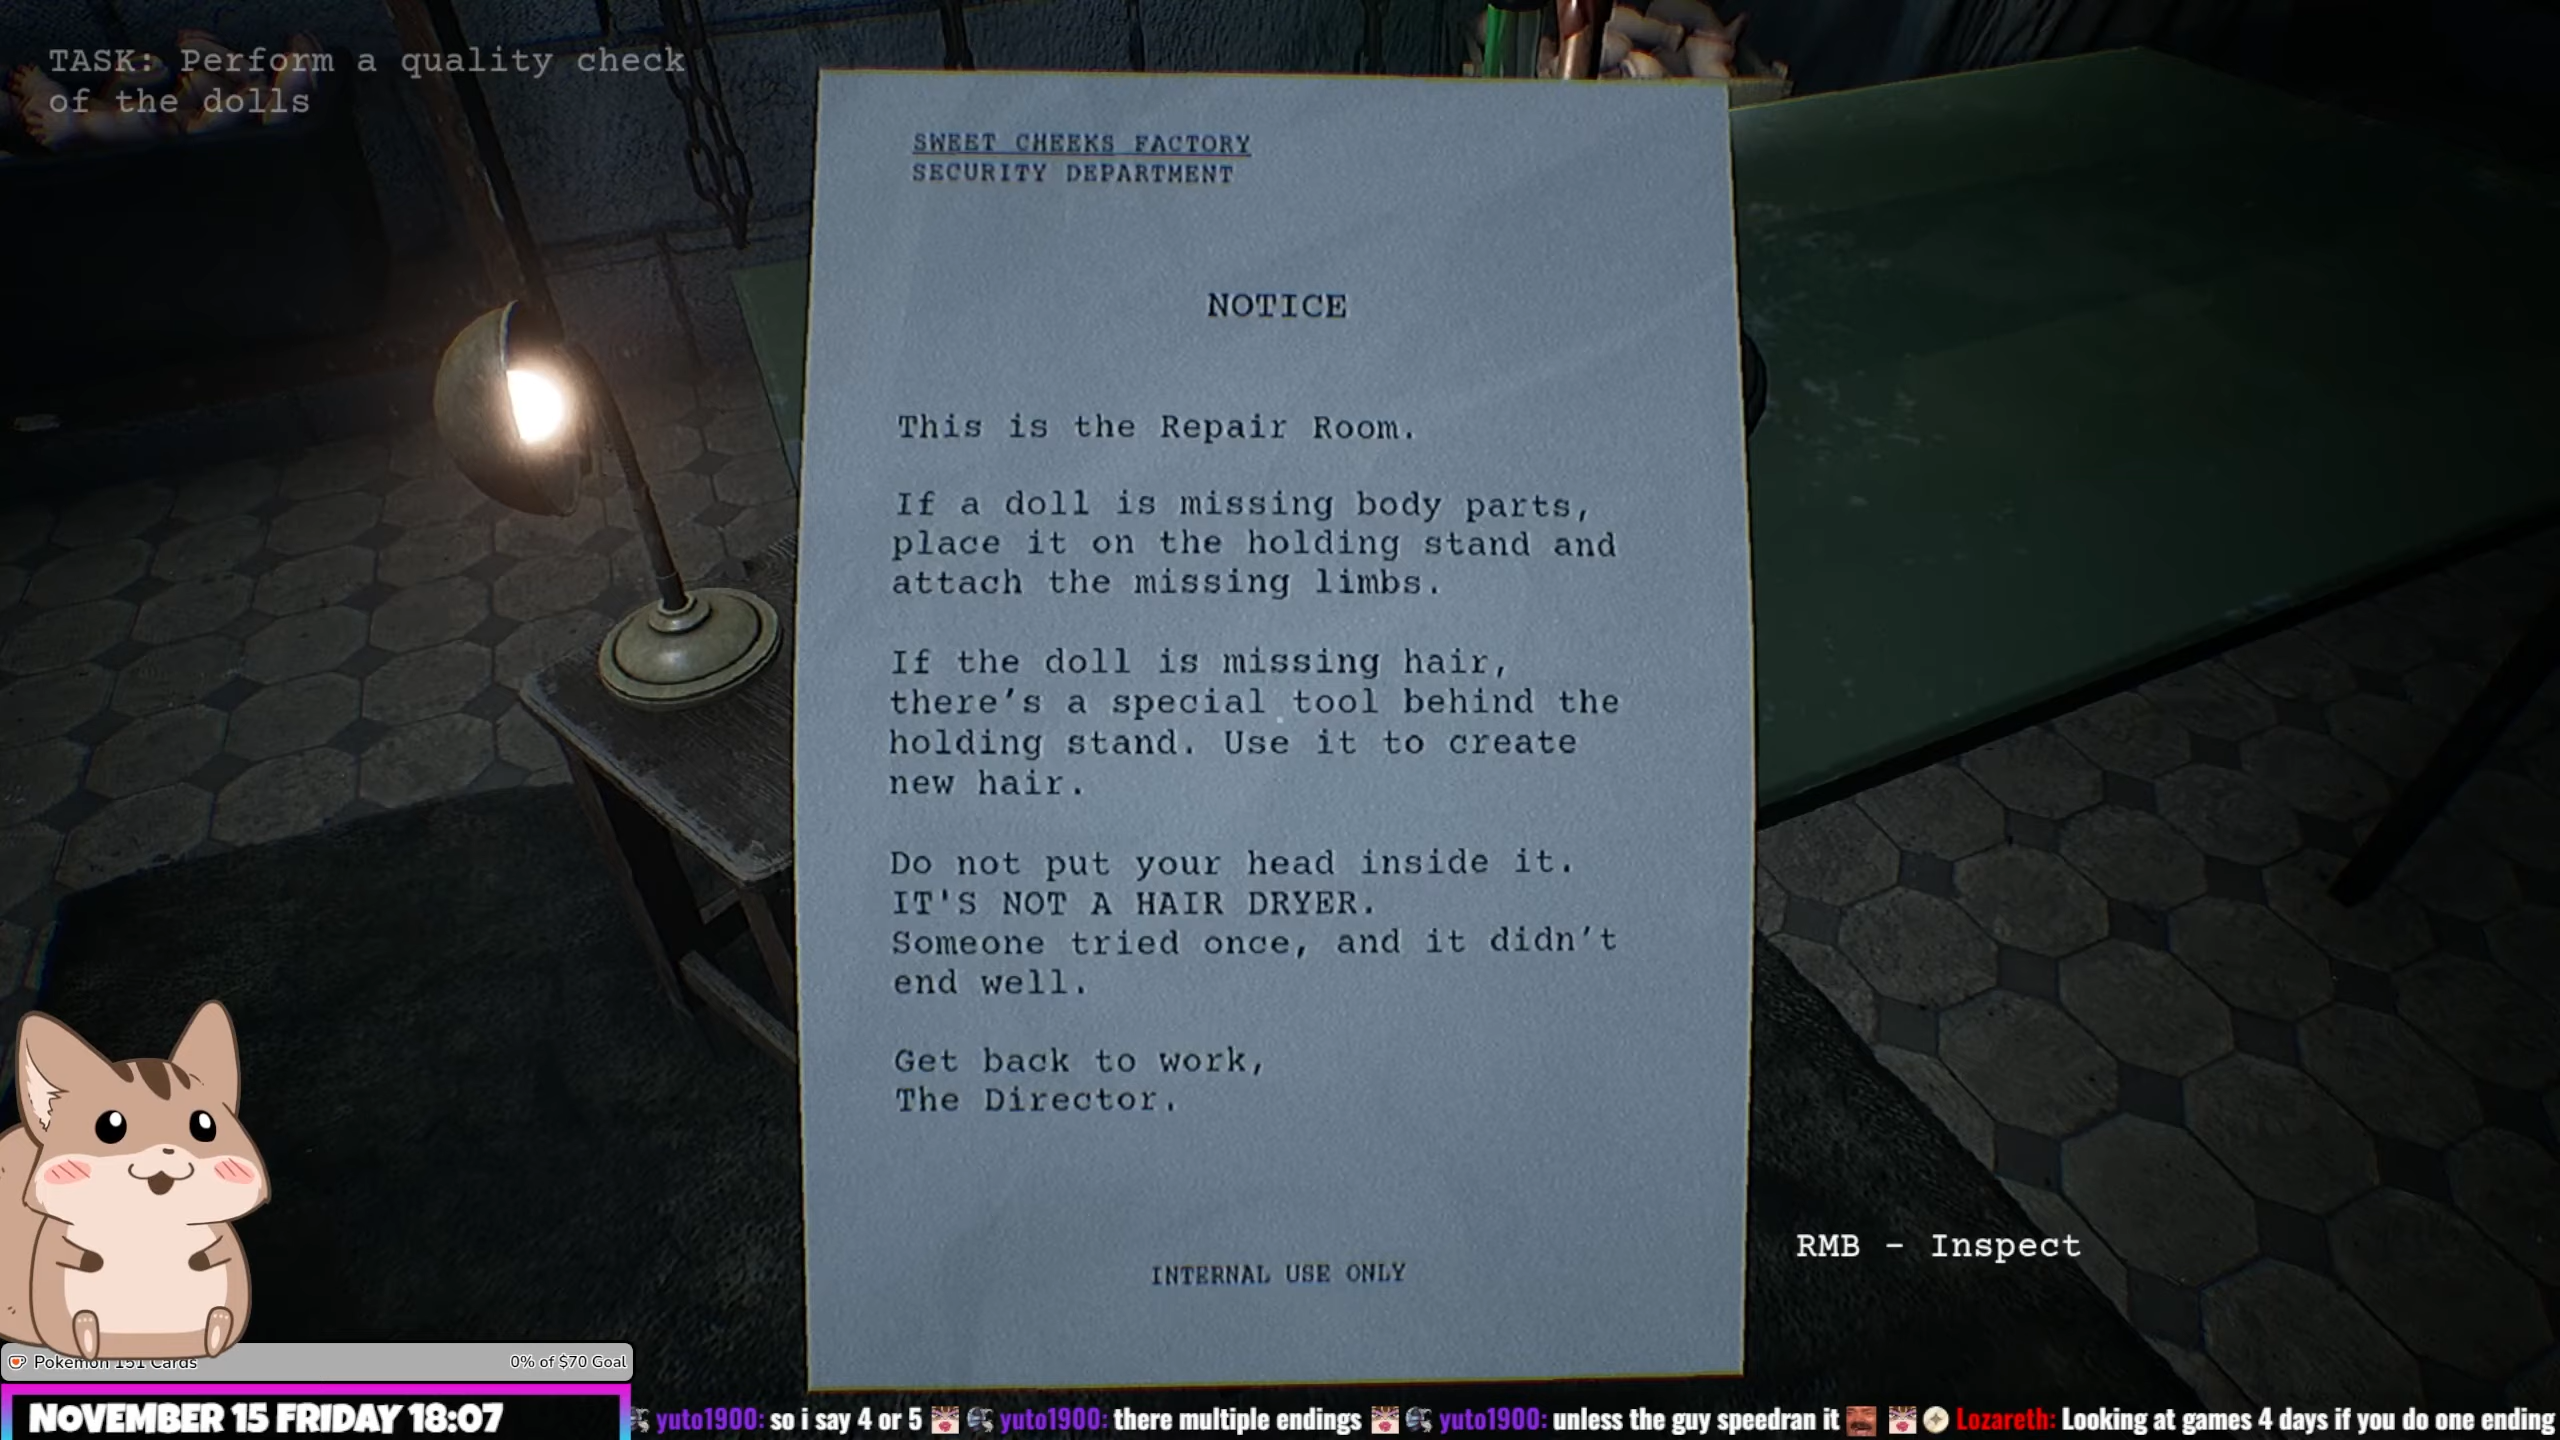 TASK: Perform a quality check
of the dolls
SWEET CHEEKS FACTORY
SECURITY DEPARTMENT
NOTICE
This is the Repair Room.
If a doll is missing body parts,
place it on the holding stand and
attach the missing limbs.
If the doll is missing hair,
there's a special tool behind the
holding stand. Use it to create
new hair.
Do not put your head inside it.
IT'S NOT A HAIR DRYER.
Someone tried once, and it didn't
end well.
Get back to work,
The Director.
INTERNAL USE ONLY
RMB - Inspect
Pokemon 151 Cards 0% of $70 Goal
NOVEMBER 15 FRIDAY 18:07
yuto1900: so i say 4 or 5 yuto1900: there multiple endings yuto1900: unless the guy speedran it Lozareth: Looking at games 4 days if you do one ending